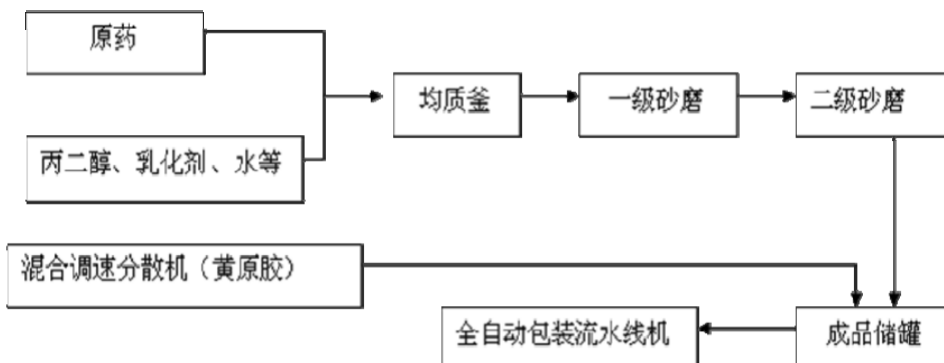 原药
均质釜
一级砂磨
二级砂磨
丙二醇、乳化剂、水等
混合调速分散机（黄原胶）
全自动包装流水线机
成品储罐